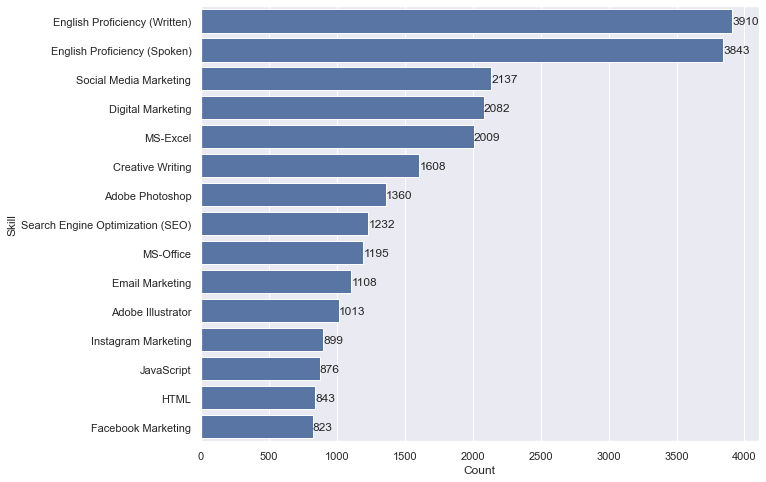 English Proficiency (Written) 3910
English Proficiency (Spoken) 3843
Social Media Marketing 2137
Digital Marketing 2082
MS-Excel 2009
Creative Writing 1608
Adobe Photoshop 1360
Search Engine Optimization (SEO) 1232
MS-Office 1195
Email Marketing 1108
Adobe Illustrator 1013
Instagram Marketing 899
JavaScript 876
HTML 843
Facebook Marketing 823
Skill
0 500 1000 1500 2000 2500 3000 3500 4000
Count